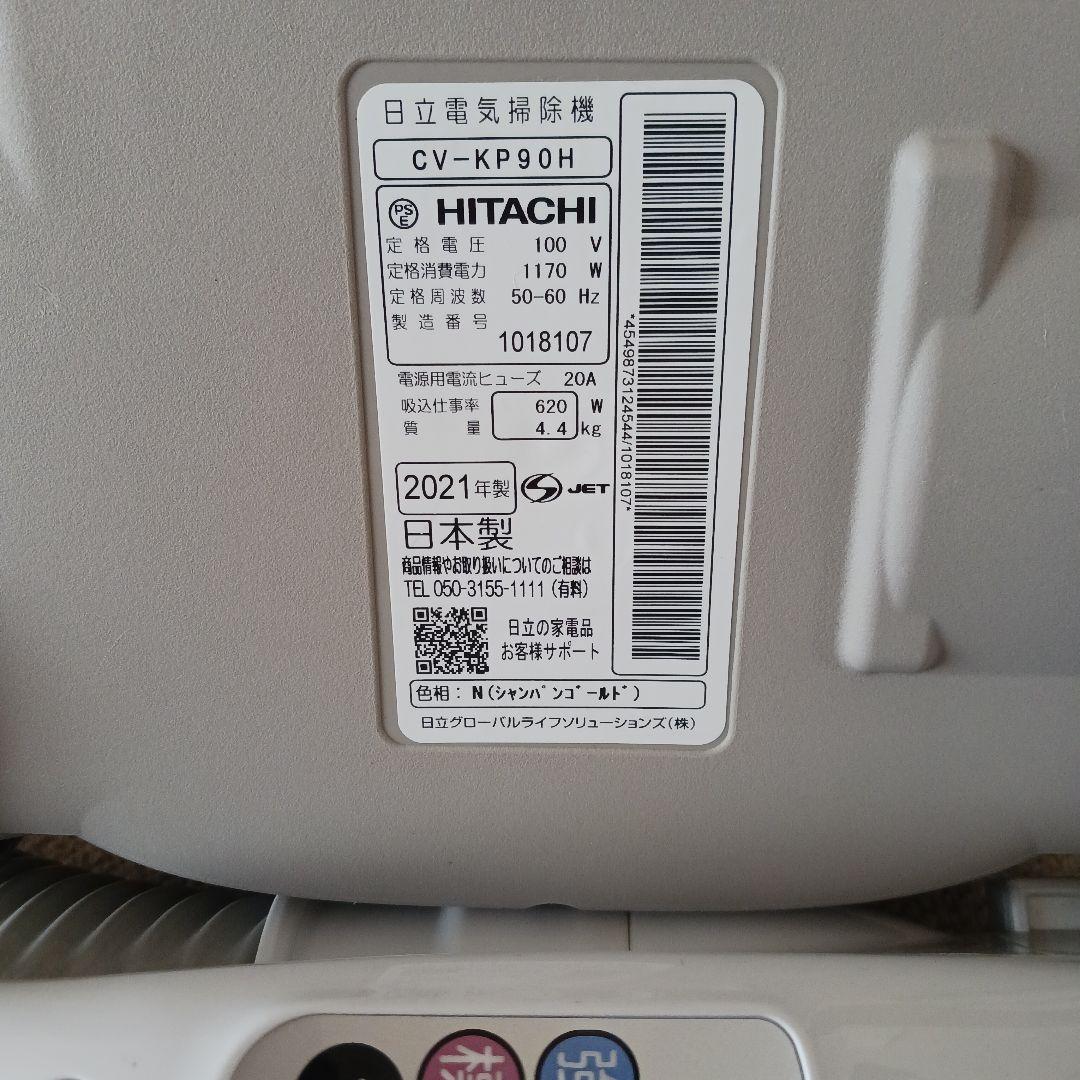 日立電気掃除機
CV-KP90H
PS E HITACHI
定格電圧 100 V
定格消費電力 1170 W
定格周波数 50-60 Hz
製造番号 1018107
電源用電流ヒューズ 20A
吸込仕事率 620 W
質量 4.4 kg
2021年製 S JET
日本製
商品情報やお取り扱いについてのご相談は
TEL 050-3155-1111(有料)
日立の家電品
お客様サポート
色相: N(シャンパンゴールド)
日立グローバルライフソリューションズ(株)
*4549873124544/1018107*
強